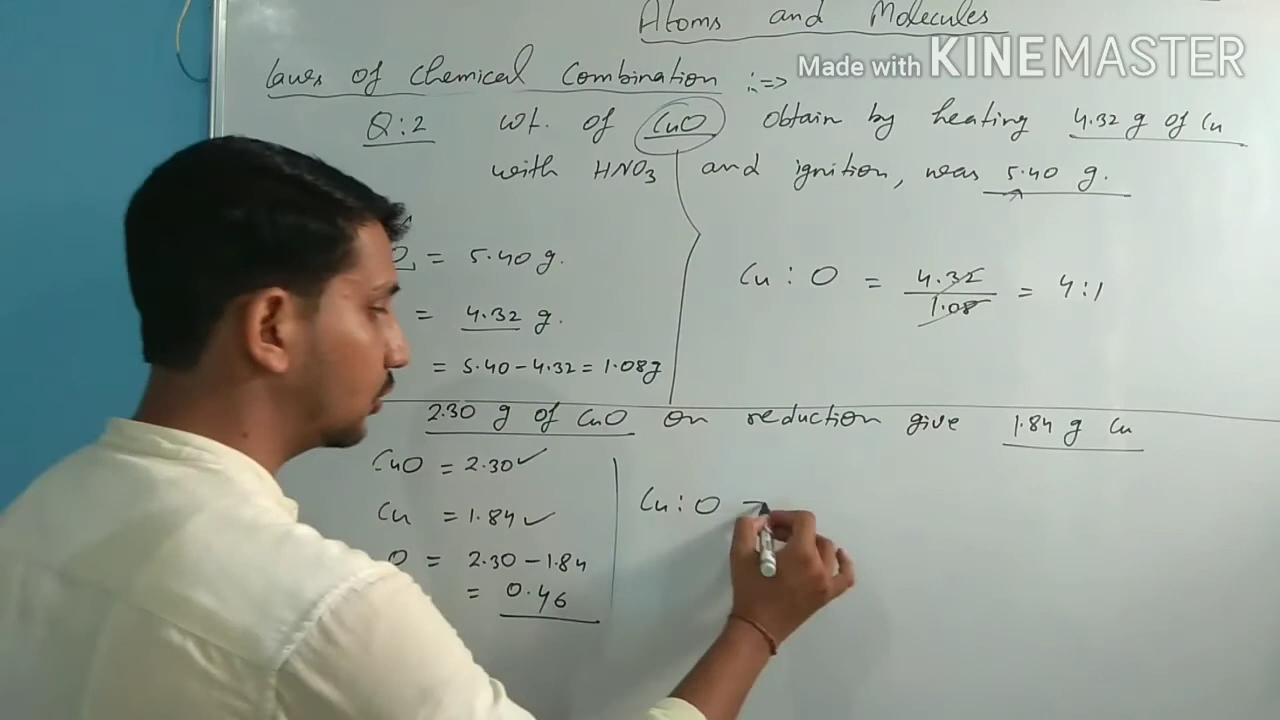 Atoms and Molecules
Made with KINEMASTER
Laws of Chemical Combination :=>
Q:2 wt. of CuO obtain by heating 4.32 g of Cu
with HNO3 and ignition, was 5.40 g.
= 5.40 g.
= 4.32 g.
= 5.40 - 4.32 = 1.08g
Cu : O = 4.32 / 1.08 = 4:1
2.30 g of CuO on reduction give 1.84 g Cu
CuO = 2.30 ✓
Cu = 1.84 ✓
O = 2.30 - 1.84
= 0.46
Cu : O